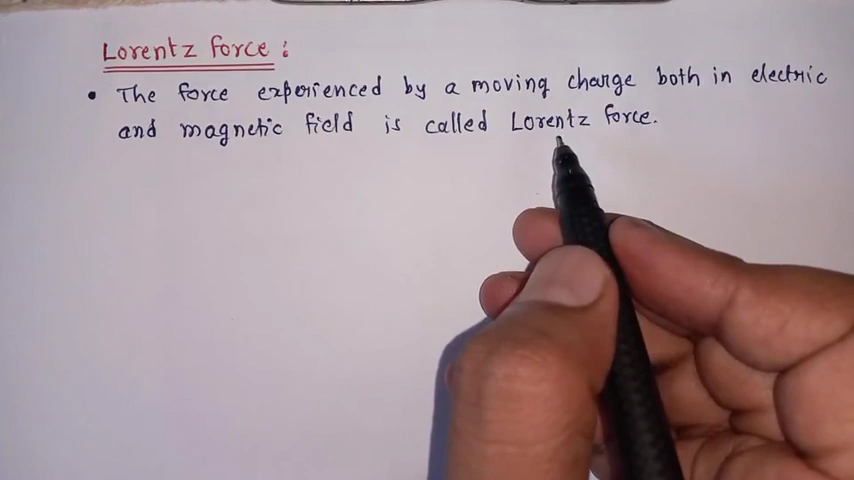 Lorentz force :
• The force experienced by a moving charge both in electric
and magnetic field is called Lorentz force.